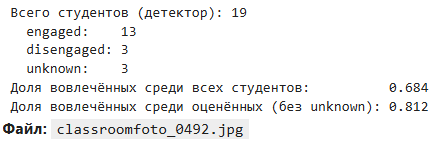 Всего студентов (детектор): 19
engaged: 13
disengaged: 3
unknown: 3
Доля вовлечённых среди всех студентов: 0.684
Доля вовлечённых среди оценённых (без unknown): 0.812
Файл: classroomfoto_0492.jpg